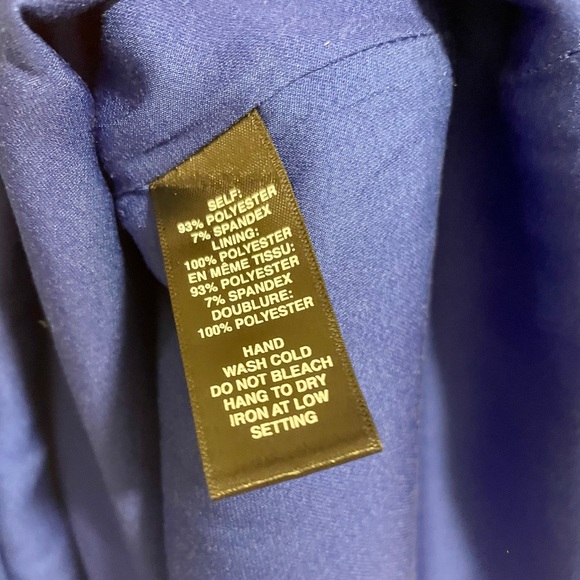 SELF:
93% POLYESTER
7% SPANDEX
LINING:
100% POLYESTER
EN MÊME TISSU:
93% POLYESTER
7% SPANDEX
DOUBLURE:
100% POLYESTER
HAND
WASH COLD
DO NOT BLEACH
HANG TO DRY
IRON AT LOW
SETTING